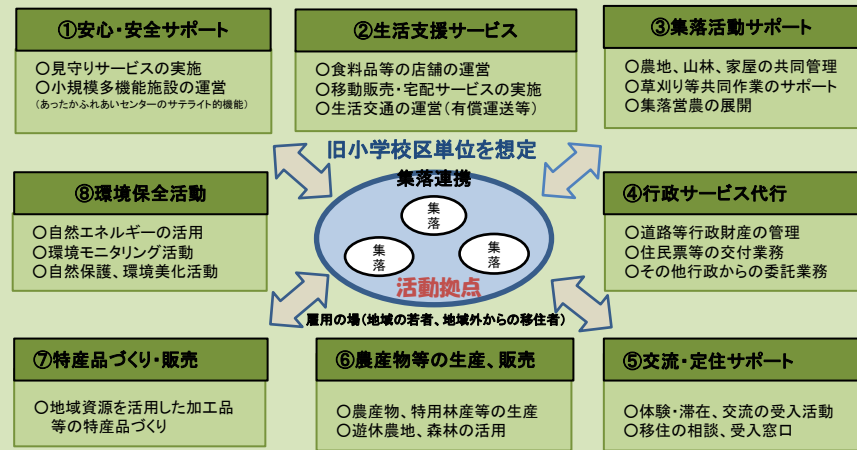 ①安心・安全サポート
○見守りサービスの実施
○小規模多機能施設の運営
(あったかふれあいセンターのサテライト的機能)
②生活支援サービス
○食料品等の店舗の運営
○移動販売・宅配サービスの実施
○生活交通の運営(有償運送等)
③集落活動サポート
○農地、山林、家屋の共同管理
○草刈り等共同作業のサポート
○集落営農の展開
旧小学校区単位を想定
集落連携
集落
集落
集落
活動拠点
雇用の場(地域の若者、地域外からの移住者)
⑧環境保全活動
○自然エネルギーの活用
○環境モニタリング活動
○自然保護、環境美化活動
④行政サービス代行
○道路等行政財産の管理
○住民票等の交付業務
○その他行政からの委託業務
⑦特産品づくり・販売
○地域資源を活用した加工品
等の特産品づくり
⑥農産物等の生産、販売
○農産物、特用林産等の生産
○遊休農地、森林の活用
⑤交流・定住サポート
○体験・滞在、交流の受入活動
○移住の相談、受入窓口